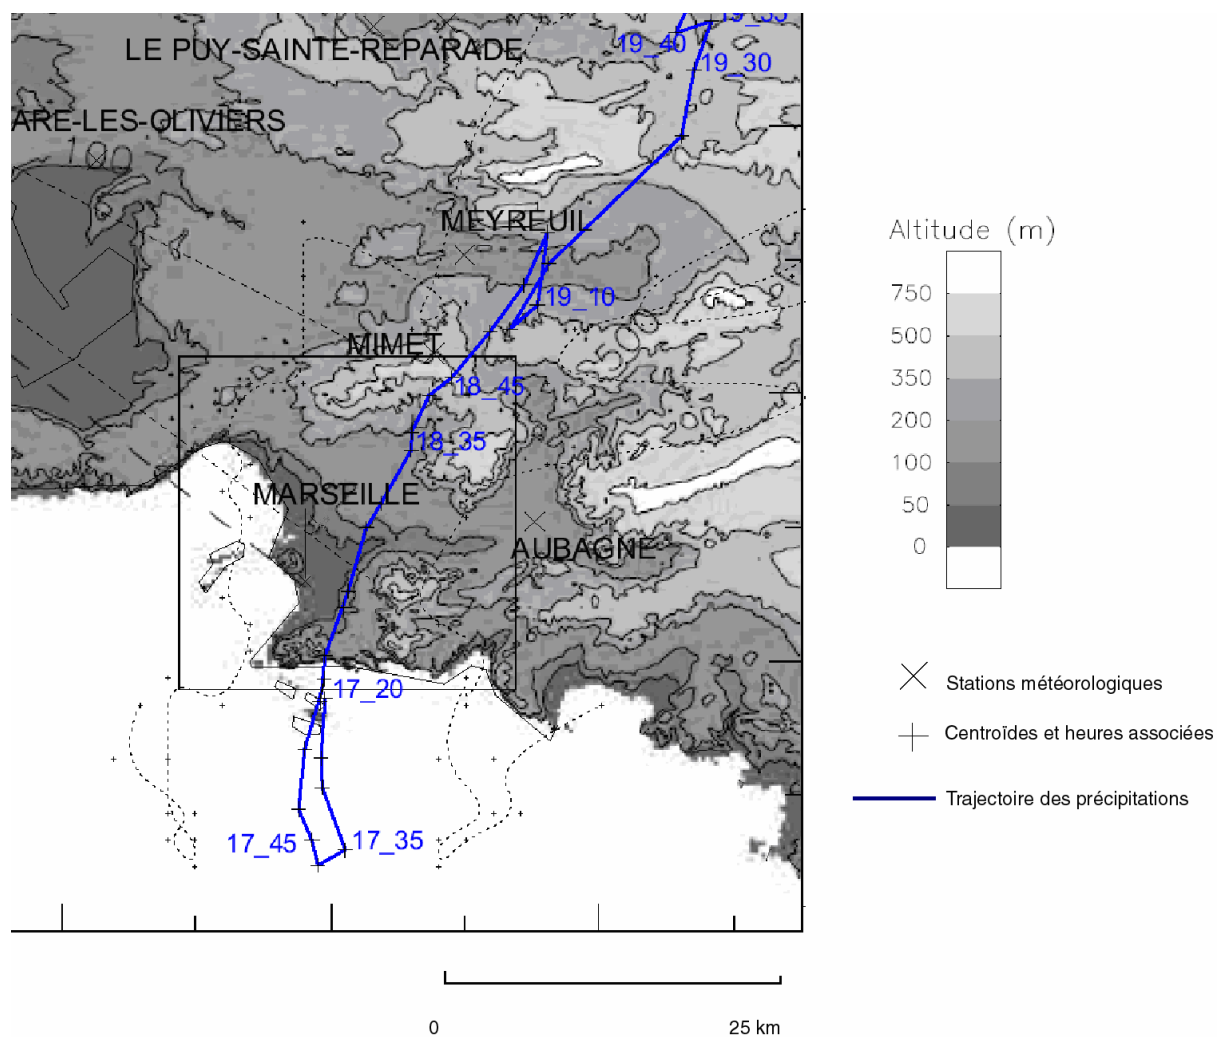 19_35
19_40
LE PUY-SAINTE-REPARADE
19_30
ARE-LES-OLIVIERS
100
MEYREUIL
Altitude (m)
750
500
350
200
100
50
0
19_10
MIMET
500
18_45
18_35
MARSEILLE
AUBAGNE
17_20
Stations météorologiques
Centroïdes et heures associées
Trajectoire des précipitations
17_45
17_35
0
25 km